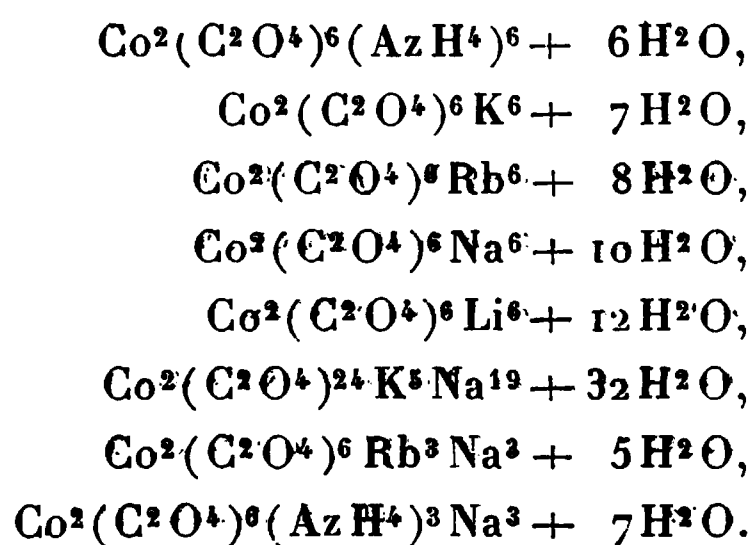 Co²(C²O⁴)⁶(AzH⁴)⁶ + 6H²O,
Co²(C²O⁴)⁶K⁶ + 7H²O,
Co²(C²O⁴)⁶Rb⁶ + 8H²O,
Co²(C²O⁴)⁶Na⁶ + 10H²O,
Co²(C²O⁴)⁶Li⁶ + 12H²O,
Co²(C²O⁴)²⁴K⁵Na¹⁹ + 32H²O,
Co²(C²O⁴)⁶Rb³Na³ + 5H²O,
Co²(C²O⁴)⁶(AzH⁴)³Na³ + 7H²O.